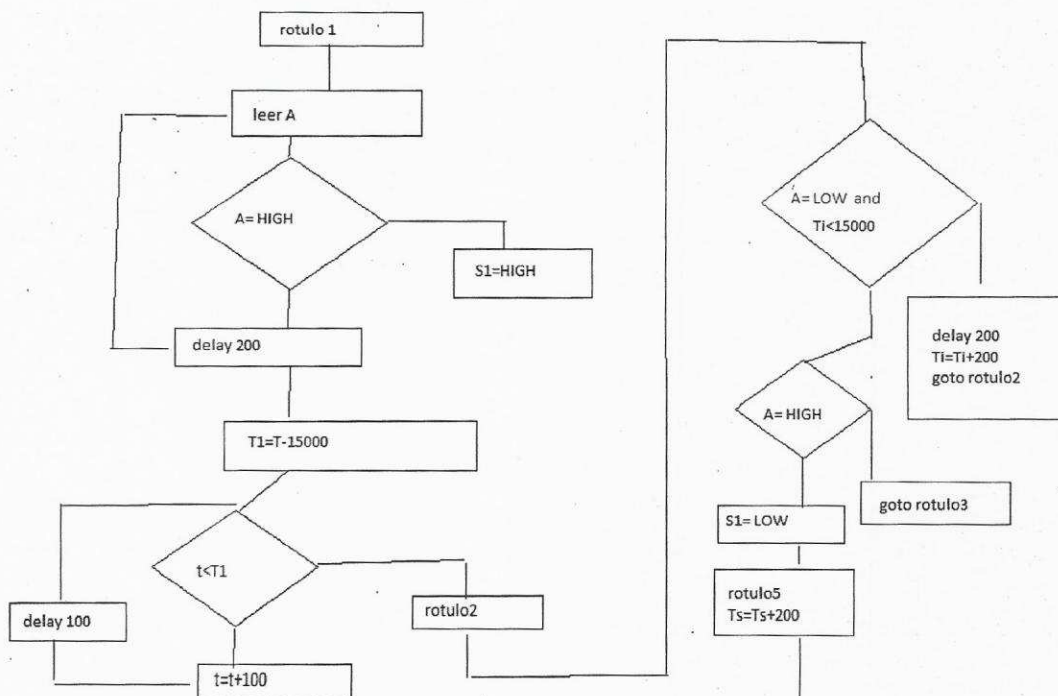 rotulo 1
leer A
A= HIGH
S1=HIGH
delay 200
T1=T-15000
t<T1
delay 100
rotulo2
t=t+100
A= LOW and
Ti<15000
delay 200
Ti=Ti+200
goto rotulo2
A= HIGH
goto rotulo3
S1= LOW
rotulo5
Ts=Ts+200